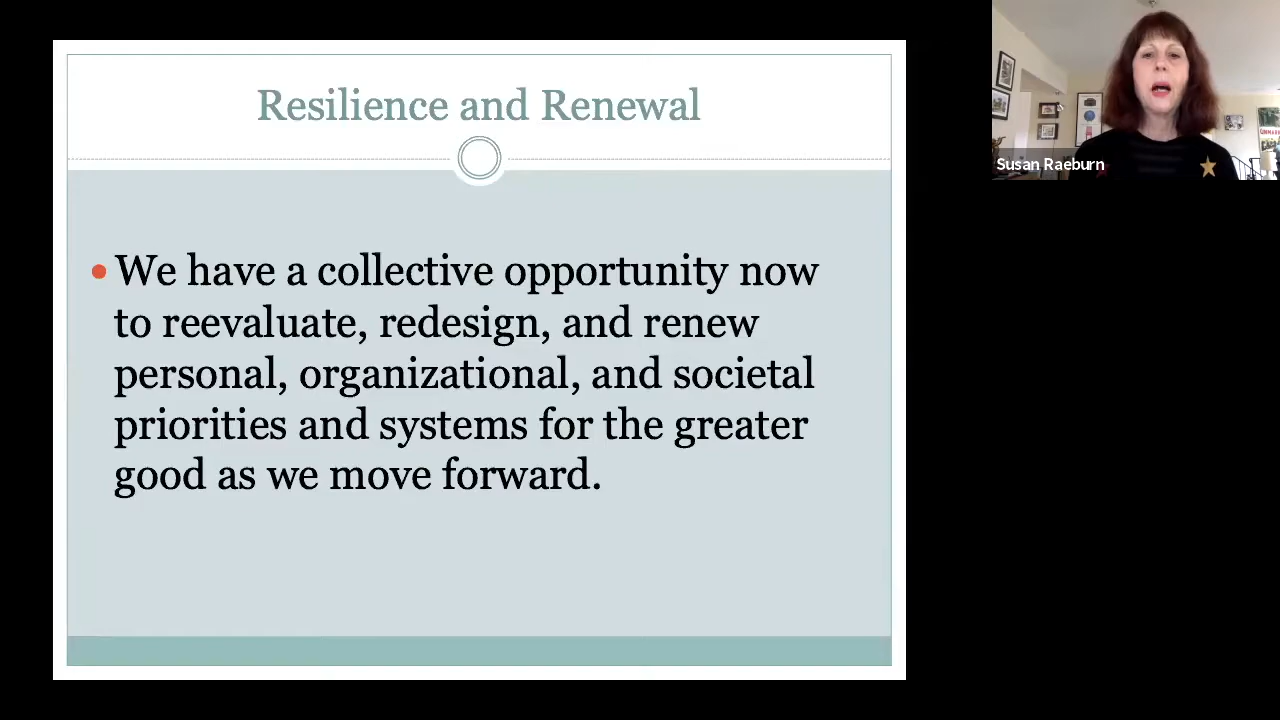 Resilience and Renewal
• We have a collective opportunity now
to reevaluate, redesign, and renew
personal, organizational, and societal
priorities and systems for the greater
good as we move forward.
Susan Raeburn